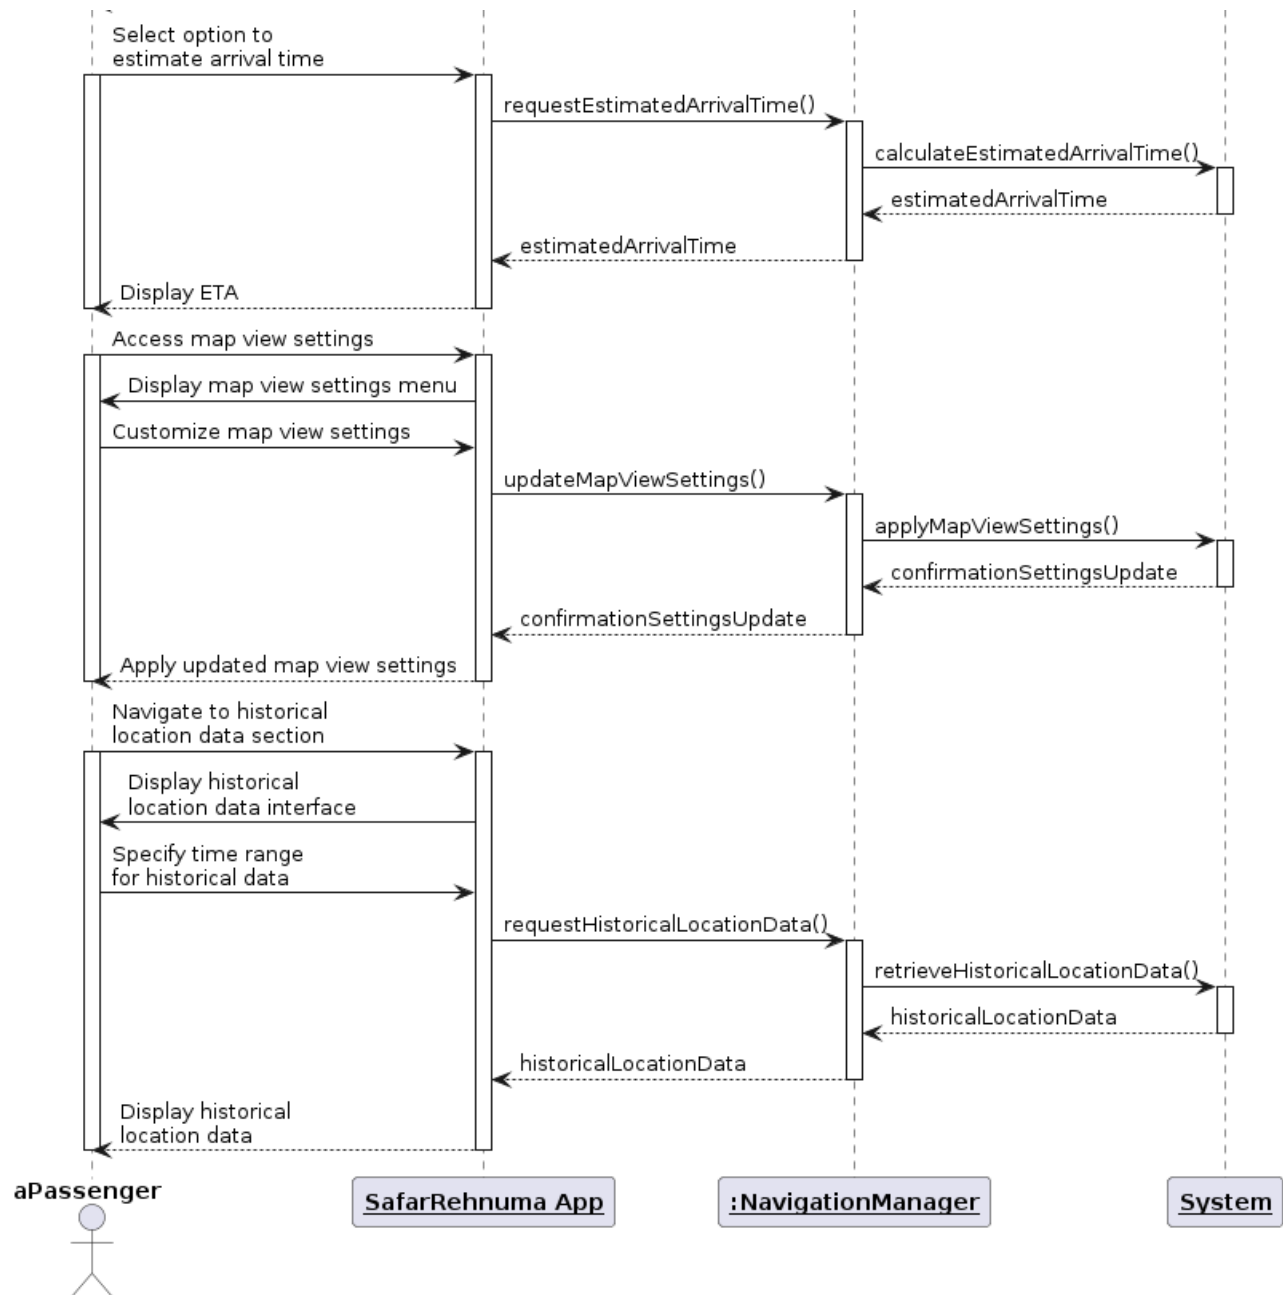 Select option to
estimate arrival time
requestEstimatedArrivalTime()
calculateEstimatedArrivalTime()
estimatedArrivalTime
estimatedArrivalTime
Display ETA
Access map view settings
Display map view settings menu
Customize map view settings
updateMapViewSettings()
applyMapViewSettings()
confirmationSettingsUpdate
confirmationSettingsUpdate
Apply updated map view settings
Navigate to historical
location data section
Display historical
location data interface
Specify time range
for historical data
requestHistoricalLocationData()
retrieveHistoricalLocationData()
historicalLocationData
historicalLocationData
Display historical
location data
aPassenger
SafarRehnuma App
:NavigationManager
System